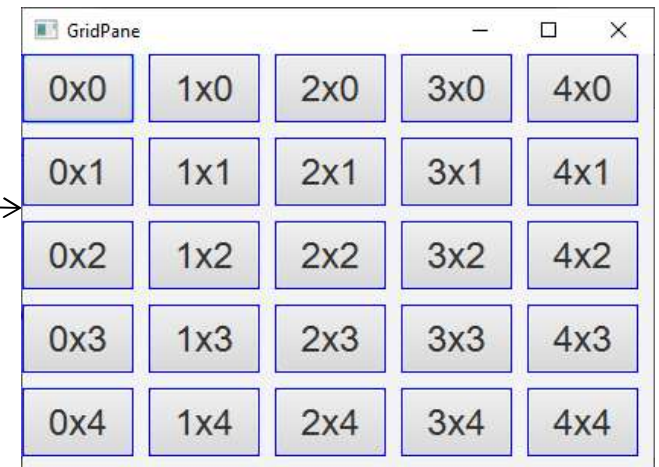 GridPane
0x0 1x0 2x0 3x0 4x0
0x1 1x1 2x1 3x1 4x1
0x2 1x2 2x2 3x2 4x2
0x3 1x3 2x3 3x3 4x3
0x4 1x4 2x4 3x4 4x4